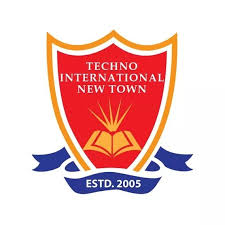 TECHNO
INTERNATIONAL
NEW TOWN
ESTD. 2005